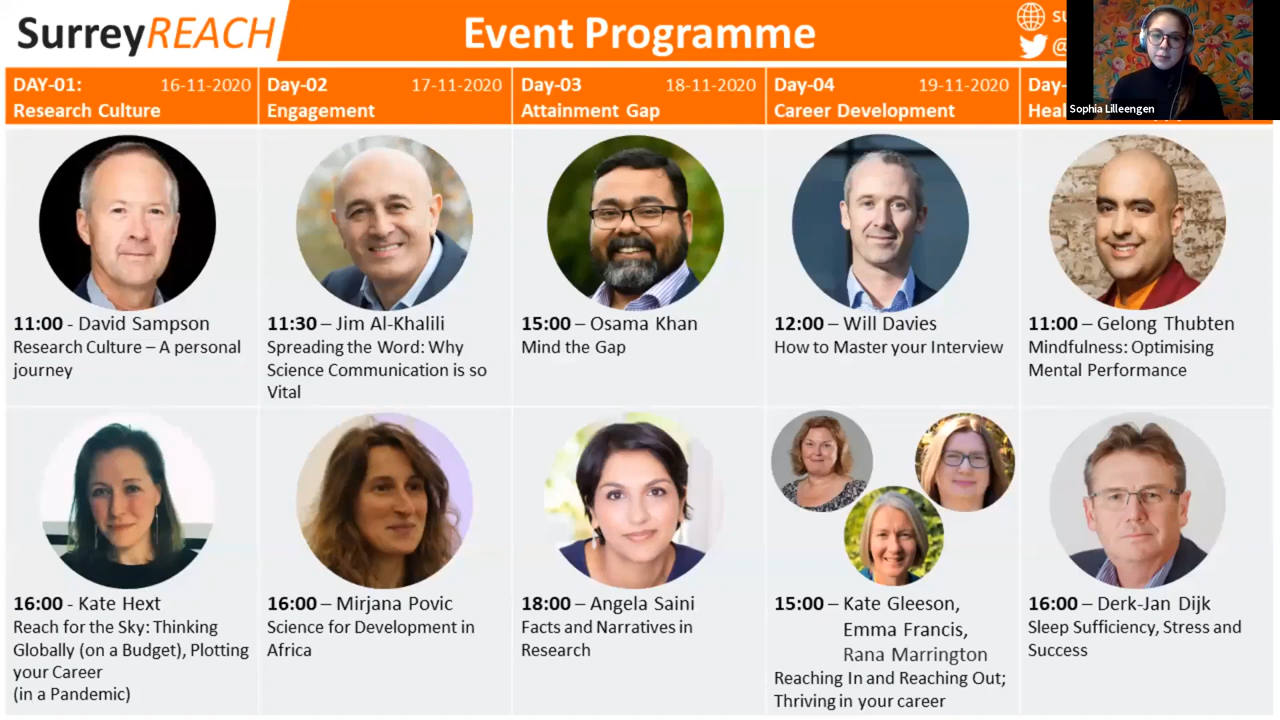 SurreyREACH
Event Programme
@
Sophia Lilleengen
DAY-01: 16-11-2020
Research Culture
Day-02 17-11-2020
Engagement
Day-03 18-11-2020
Attainment Gap
Day-04 19-11-2020
Career Development
11:00 - David Sampson
Research Culture – A personal
journey
11:30 – Jim Al-Khalili
Spreading the Word: Why
Science Communication is so
Vital
15:00 – Osama Khan
Mind the Gap
12:00 – Will Davies
How to Master your Interview
11:00 – Gelong Thubten
Mindfulness: Optimising
Mental Performance
16:00 - Kate Hext
Reach for the Sky: Thinking
Globally (on a Budget), Plotting
your Career
(in a Pandemic)
16:00 – Mirjana Povic
Science for Development in
Africa
18:00 – Angela Saini
Facts and Narratives in
Research
15:00 – Kate Gleeson,
Emma Francis,
Rana Marrington
Reaching In and Reaching Out;
Thriving in your career
16:00 – Derk-Jan Dijk
Sleep Sufficiency, Stress and
Success